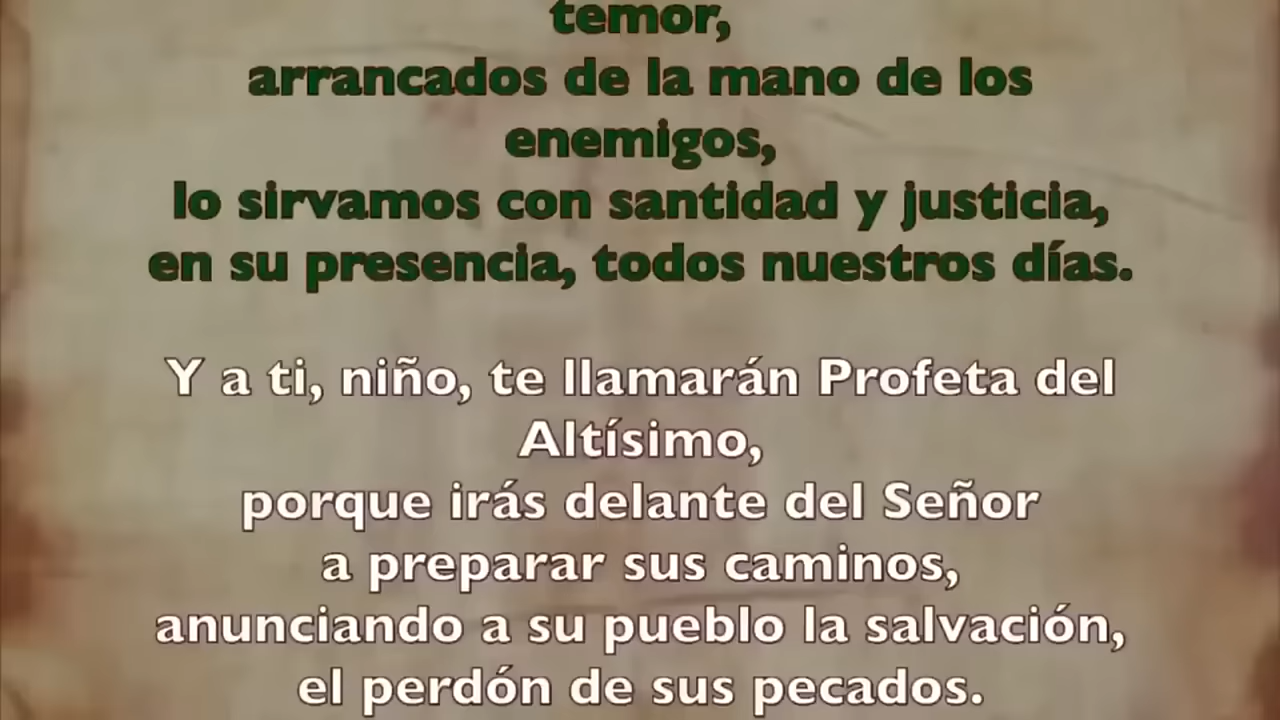 temor,
arrancados de la mano de los
enemigos,
lo sirvamos con santidad y justicia,
en su presencia, todos nuestros días.
Y a ti, niño, te llamarán Profeta del
Altísimo,
porque irás delante del Señor
a preparar sus caminos,
anunciando a su pueblo la salvación,
el perdón de sus pecados.